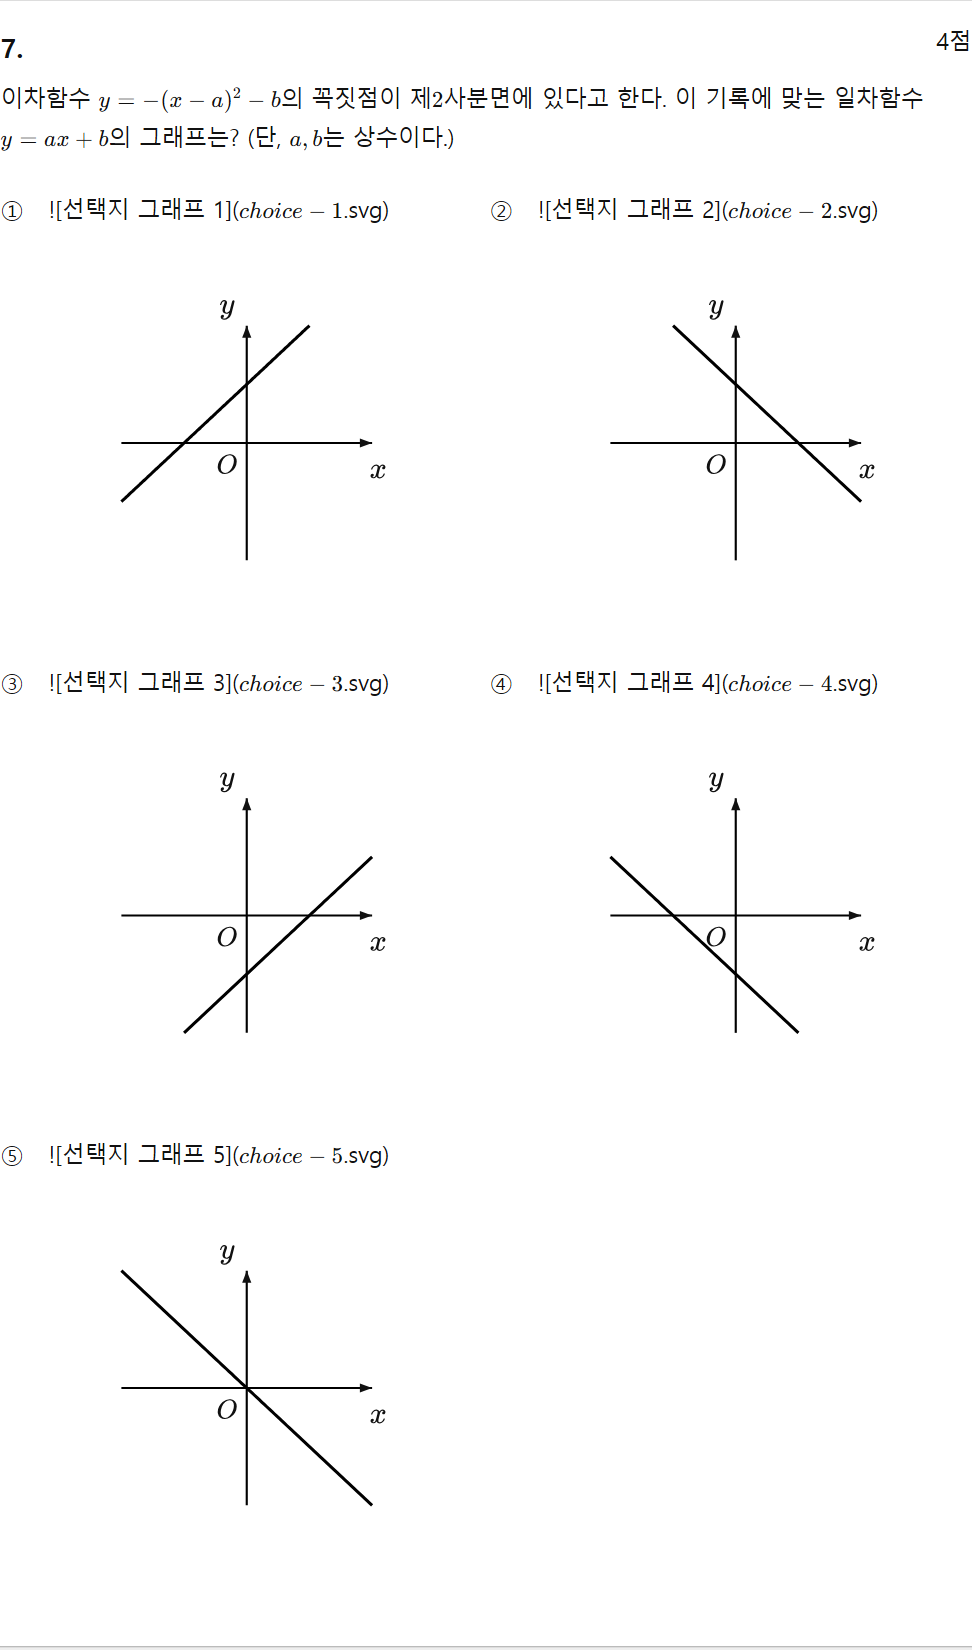 7.
4점
이차함수 y = −(x − a)² − b의 꼭짓점이 제2사분면에 있다고 한다. 이 기록에 맞는 일차함수
y = ax + b의 그래프는? (단, a, b는 상수이다.)
① ![선택지 그래프 1](choice − 1.svg)
② ![선택지 그래프 2](choice − 2.svg)
y
O
x
y
O
x
③ ![선택지 그래프 3](choice − 3.svg)
④ ![선택지 그래프 4](choice − 4.svg)
y
O
x
y
O
x
⑤ ![선택지 그래프 5](choice − 5.svg)
y
O
x